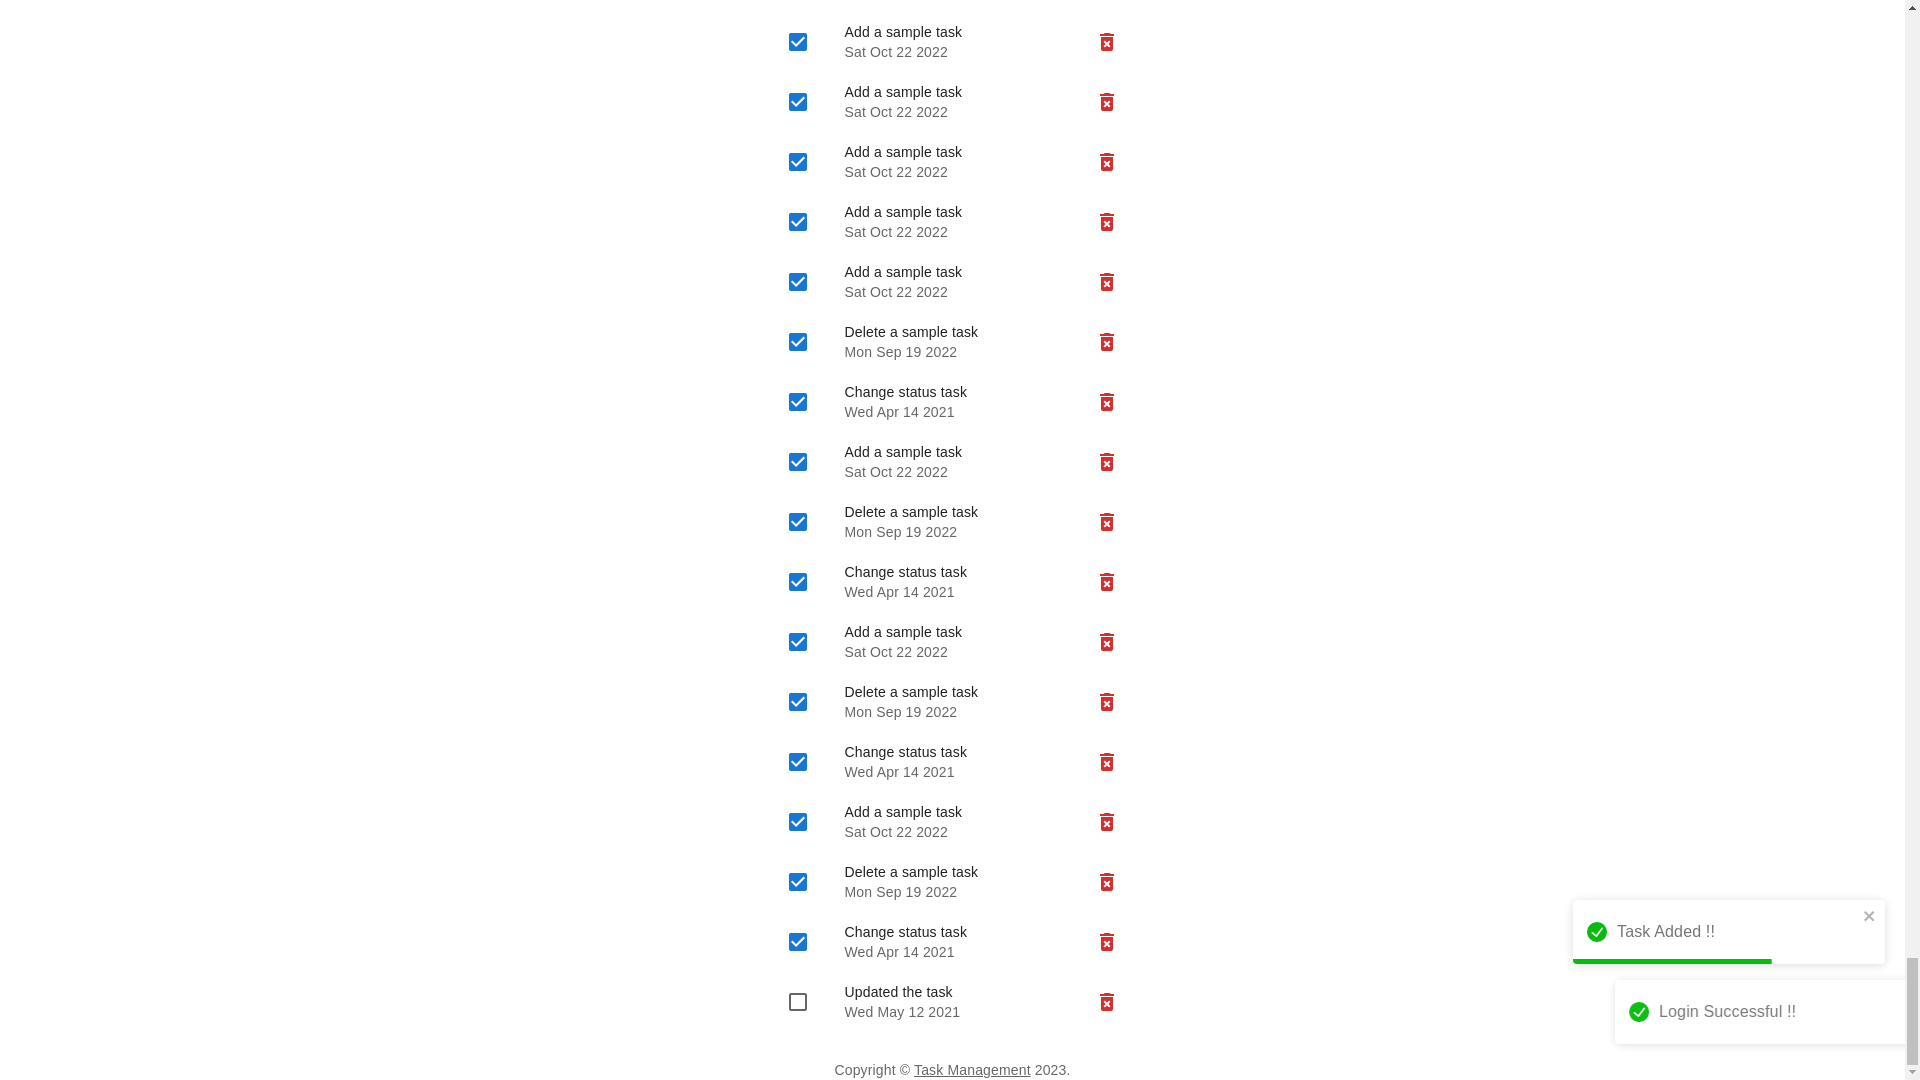 Add a sample task
Sat Oct 22 2022
Add a sample task
Sat Oct 22 2022
Add a sample task
Sat Oct 22 2022
Add a sample task
Sat Oct 22 2022
Add a sample task
Sat Oct 22 2022
Delete a sample task
Mon Sep 19 2022
Change status task
Wed Apr 14 2021
Add a sample task
Sat Oct 22 2022
Delete a sample task
Mon Sep 19 2022
Change status task
Wed Apr 14 2021
Add a sample task
Sat Oct 22 2022
Delete a sample task
Mon Sep 19 2022
Change status task
Wed Apr 14 2021
Add a sample task
Sat Oct 22 2022
Delete a sample task
Mon Sep 19 2022
Change status task
Wed Apr 14 2021
Updated the task
Wed May 12 2021
Copyright © Task Management 2023.
Task Added !!
Login Successful !!